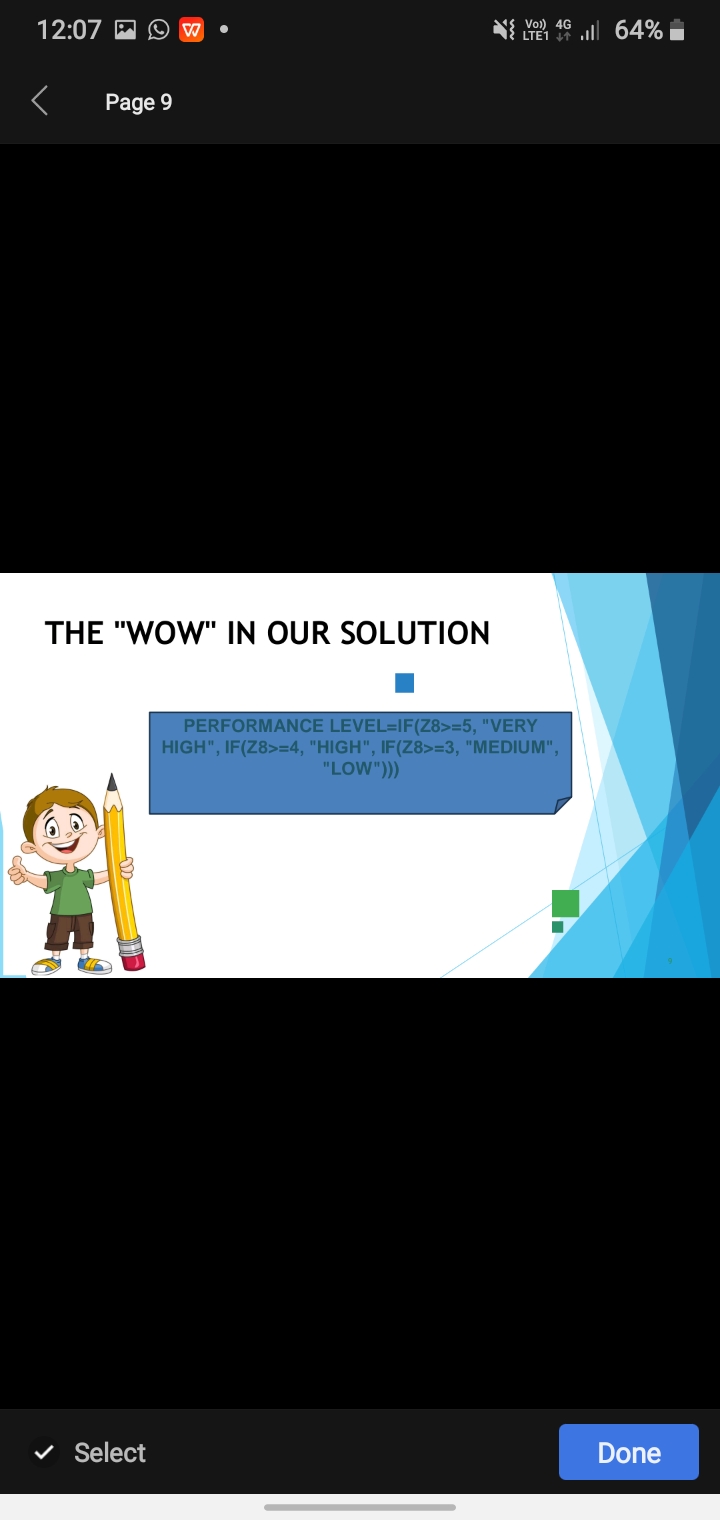 12:07
Vo)) 4G
LTE1
64%
Page 9
THE "WOW" IN OUR SOLUTION
PERFORMANCE LEVEL=IF(Z8>=5, "VERY
HIGH", IF(Z8>=4, "HIGH", IF(Z8>=3, "MEDIUM",
"LOW")))
Select
Done